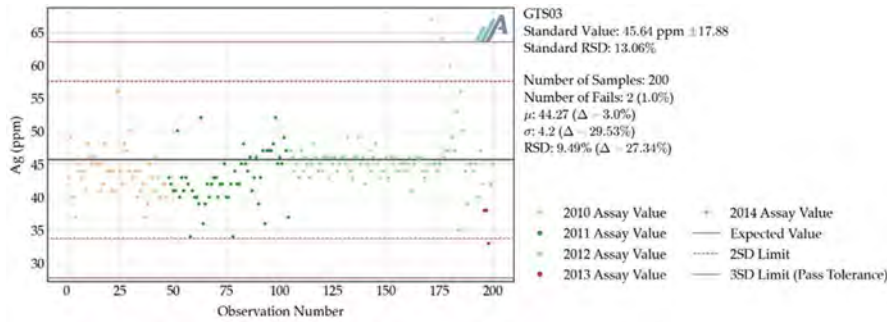 GTS03
Standard Value: 45.64 ppm ±17.88
Standard RSD: 13.06%
Number of Samples: 200
Number of Fails: 2 (1.0%)
μ: 44.27 (Δ − 3.0%)
σ: 4.2 (Δ − 29.53%)
RSD: 9.49% (Δ − 27.34%)
65
60
55
50
45
40
35
30
Ag (ppm)
0
25
50
75
100
125
150
175
200
Observation Number
2010 Assay Value
2011 Assay Value
2012 Assay Value
2013 Assay Value
2014 Assay Value
Expected Value
2SD Limit
3SD Limit (Pass Tolerance)